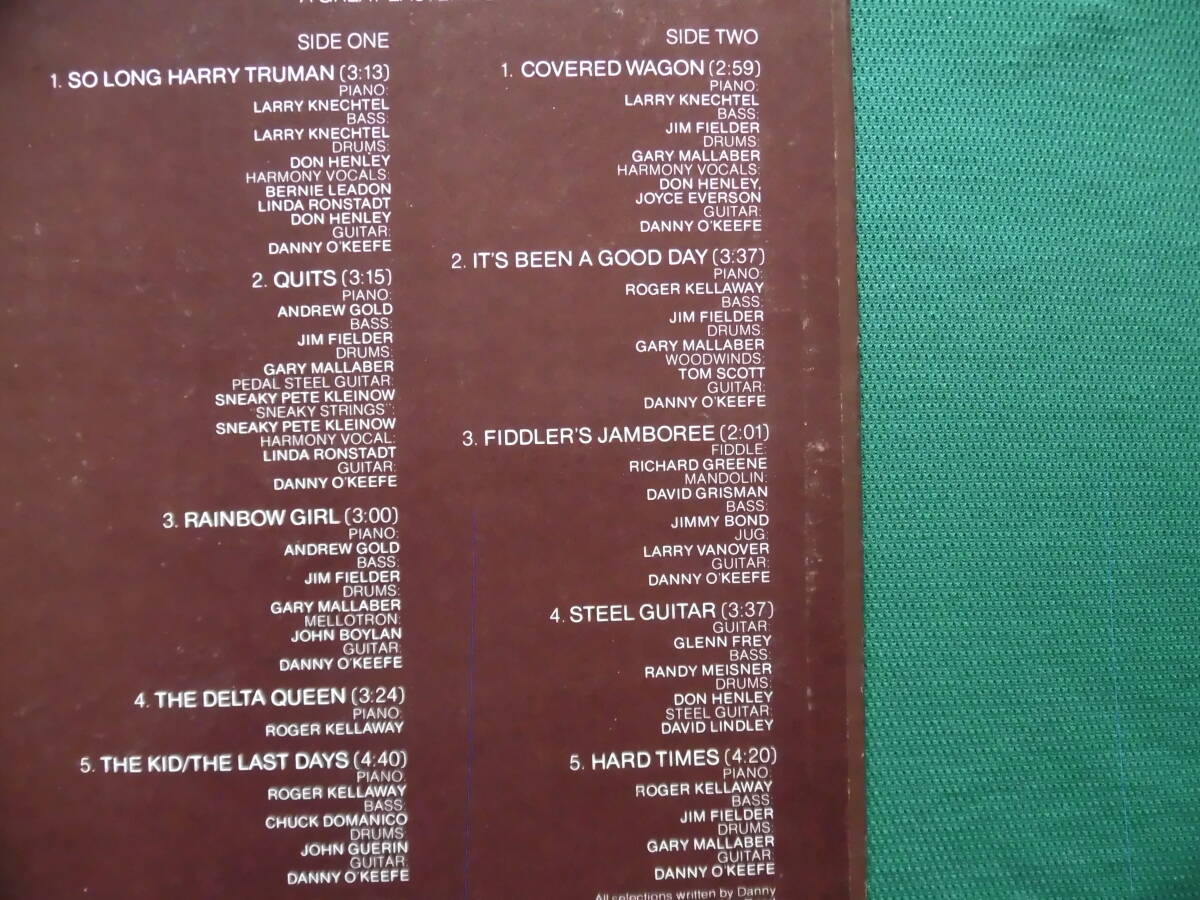 A GREAT
SIDE ONE
1. SO LONG HARRY TRUMAN (3:13)
PIANO:
LARRY KNECHTEL
BASS:
LARRY KNECHTEL
DRUMS:
DON HENLEY
HARMONY VOCALS:
BERNIE LEADON
LINDA RONSTADT
DON HENLEY
GUITAR:
DANNY O'KEEFE
2. QUITS (3:15)
PIANO:
ANDREW GOLD
BASS:
JIM FIELDER
DRUMS:
GARY MALLABER
PEDAL STEEL GUITAR:
SNEAKY PETE KLEINOW
"SNEAKY STRINGS":
SNEAKY PETE KLEINOW
HARMONY VOCAL:
LINDA RONSTADT
GUITAR:
DANNY O'KEEFE
3. RAINBOW GIRL (3:00)
PIANO:
ANDREW GOLD
BASS:
JIM FIELDER
DRUMS:
GARY MALLABER
MELLOTRON:
JOHN BOYLAN
GUITAR:
DANNY O'KEEFE
4. THE DELTA QUEEN (3:24)
PIANO:
ROGER KELLAWAY
5. THE KID/THE LAST DAYS (4:40)
PIANO:
ROGER KELLAWAY
BASS:
CHUCK DOMANICO
DRUMS:
JOHN GUERIN
GUITAR:
DANNY O'KEEFE
SIDE TWO
1. COVERED WAGON (2:59)
PIANO:
LARRY KNECHTEL
BASS:
JIM FIELDER
DRUMS:
GARY MALLABER
HARMONY VOCALS:
DON HENLEY,
JOYCE EVERSON
GUITAR:
DANNY O'KEEFE
2. IT'S BEEN A GOOD DAY (3:37)
PIANO:
ROGER KELLAWAY
BASS:
JIM FIELDER
DRUMS:
GARY MALLABER
WOODWINDS:
TOM SCOTT
GUITAR:
DANNY O'KEEFE
3. FIDDLER'S JAMBOREE (2:01)
FIDDLE:
RICHARD GREENE
MANDOLIN:
DAVID GRISMAN
BASS:
JIMMY BOND
JUG:
LARRY VANOVER
GUITAR:
DANNY O'KEEFE
4. STEEL GUITAR (3:37)
GUITAR:
GLENN FREY
BASS:
RANDY MEISNER
DRUMS:
DON HENLEY
STEEL GUITAR:
DAVID LINDLEY
5. HARD TIMES (4:20)
PIANO:
ROGER KELLAWAY
BASS:
JIM FIELDER
DRUMS:
GARY MALLABER
GUITAR:
DANNY O'KEEFE
All selections written by Danny